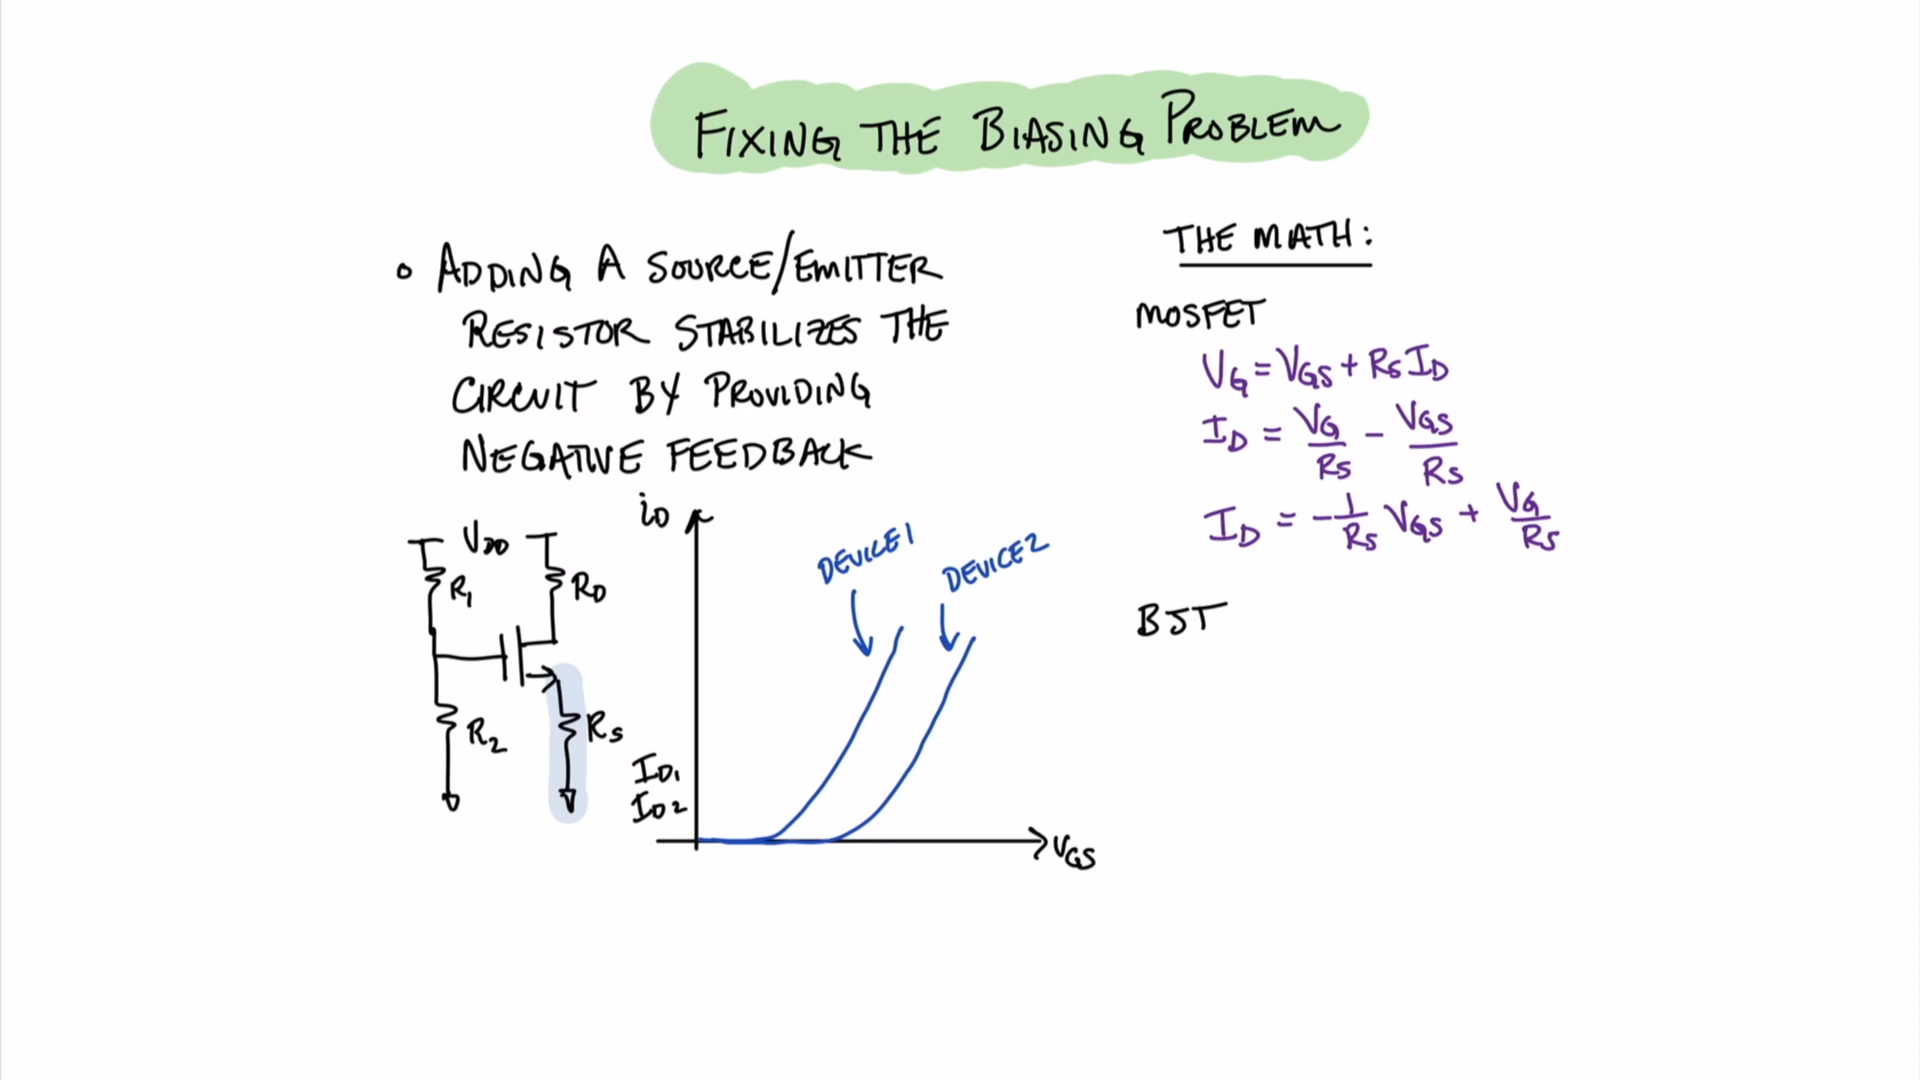 FIXING THE BIASING PROBLEM
• ADDING A SOURCE/EMITTER
RESISTOR STABILIZES THE
CIRCUIT BY PROVIDING
NEGATIVE FEEDBACK
VDD
R1
RD
R2
RS
iD
DEVICE1
DEVICE2
ID1
ID2
VGS
THE MATH:
MOSFET
VG = VGS + RS ID
ID = VG/RS - VGS/RS
ID = -1/RS VGS + VG/RS
BJT